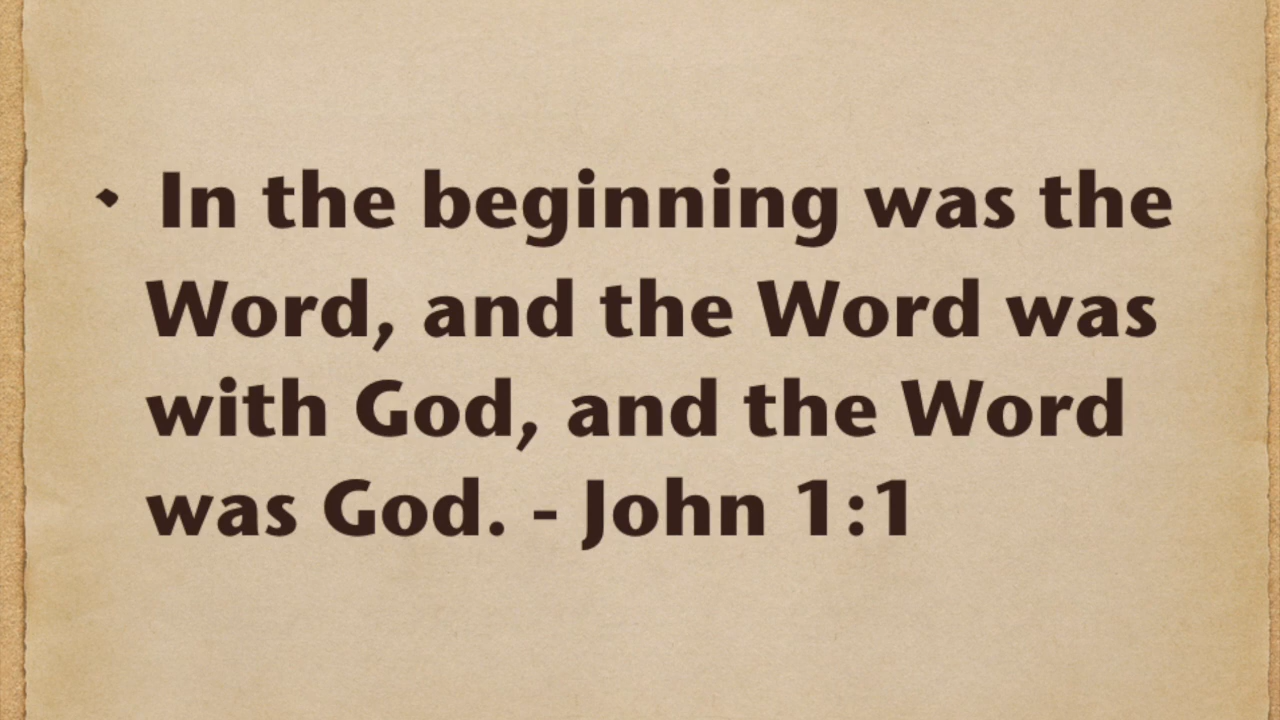 • In the beginning was the
Word, and the Word was
with God, and the Word
was God. - John 1:1